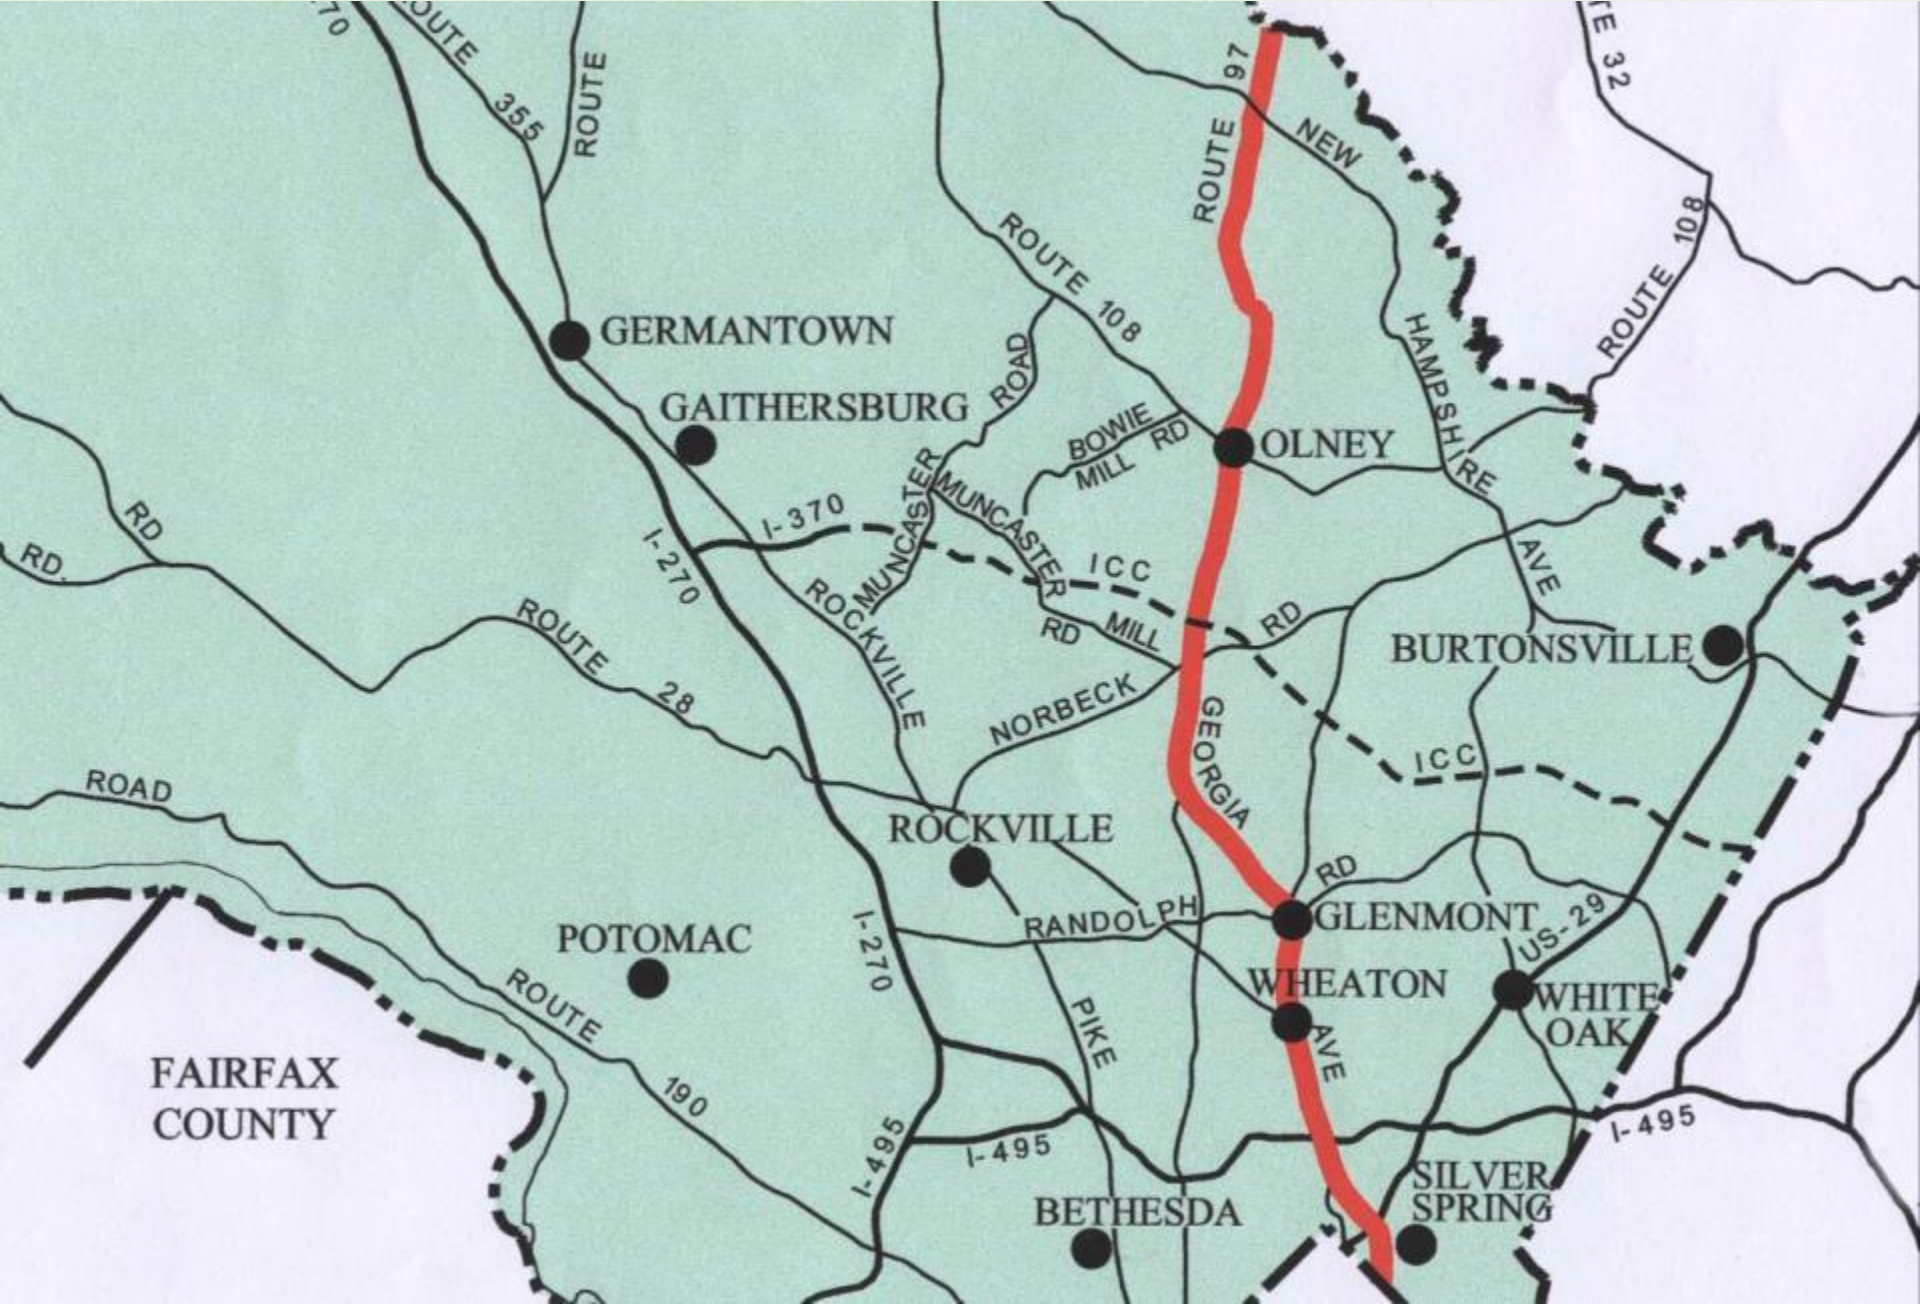 270
ROUTE 355
ROUTE
ROUTE 97
NEW HAMPSHIRE AVE
32
ROUTE 108
ROUTE 108
GERMANTOWN
GAITHERSBURG
MUNCASTER ROAD
BOWIE
MILL RD
OLNEY
I-370
MUNCASTER
MILL
RD
ICC
RD
RD.
I-270
ROCKVILLE
PIKE
ROUTE 28
NORBECK RD
BURTONSVILLE
GEORGIA
AVE
ICC
ROAD
ROCKVILLE
RANDOLPH RD
GLENMONT
US-29
POTOMAC
I-270
WHEATON
WHITE
OAK
ROUTE 190
FAIRFAX
COUNTY
I-495
I-495
I-495
BETHESDA
SILVER
SPRING